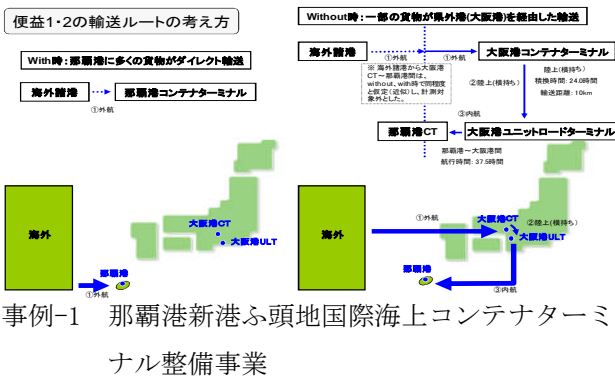 便益1・2の輸送ルートの考え方
With時：那覇港に多くの貨物がダイレクト輸送
海外諸港
①外航
那覇港コンテナターミナル
Without時：一部の貨物が県外港(大阪港)を経由した輸送
海外諸港
①外航
①外航
大阪港コンテナターミナル
※ 海外諸港から大阪港
CT～那覇港間は、
without、with時で同程度
と仮定(近似)し、計測対
象外とした。
②陸上(横持ち)
陸上(横持ち)
積換時間：24.0時間
輸送距離：10km
③内航
那覇港CT
大阪港ユニットロードターミナル
那覇港～大阪港間
航行時間：37.5時間
海外
大阪港CT
大阪港ULT
那覇港
①外航
海外
①外航
大阪港CT
②陸上(横持ち)
大阪港ULT
那覇港
③内航
事例-1 那覇港新港ふ頭地国際海上コンテナターミ
ナル整備事業